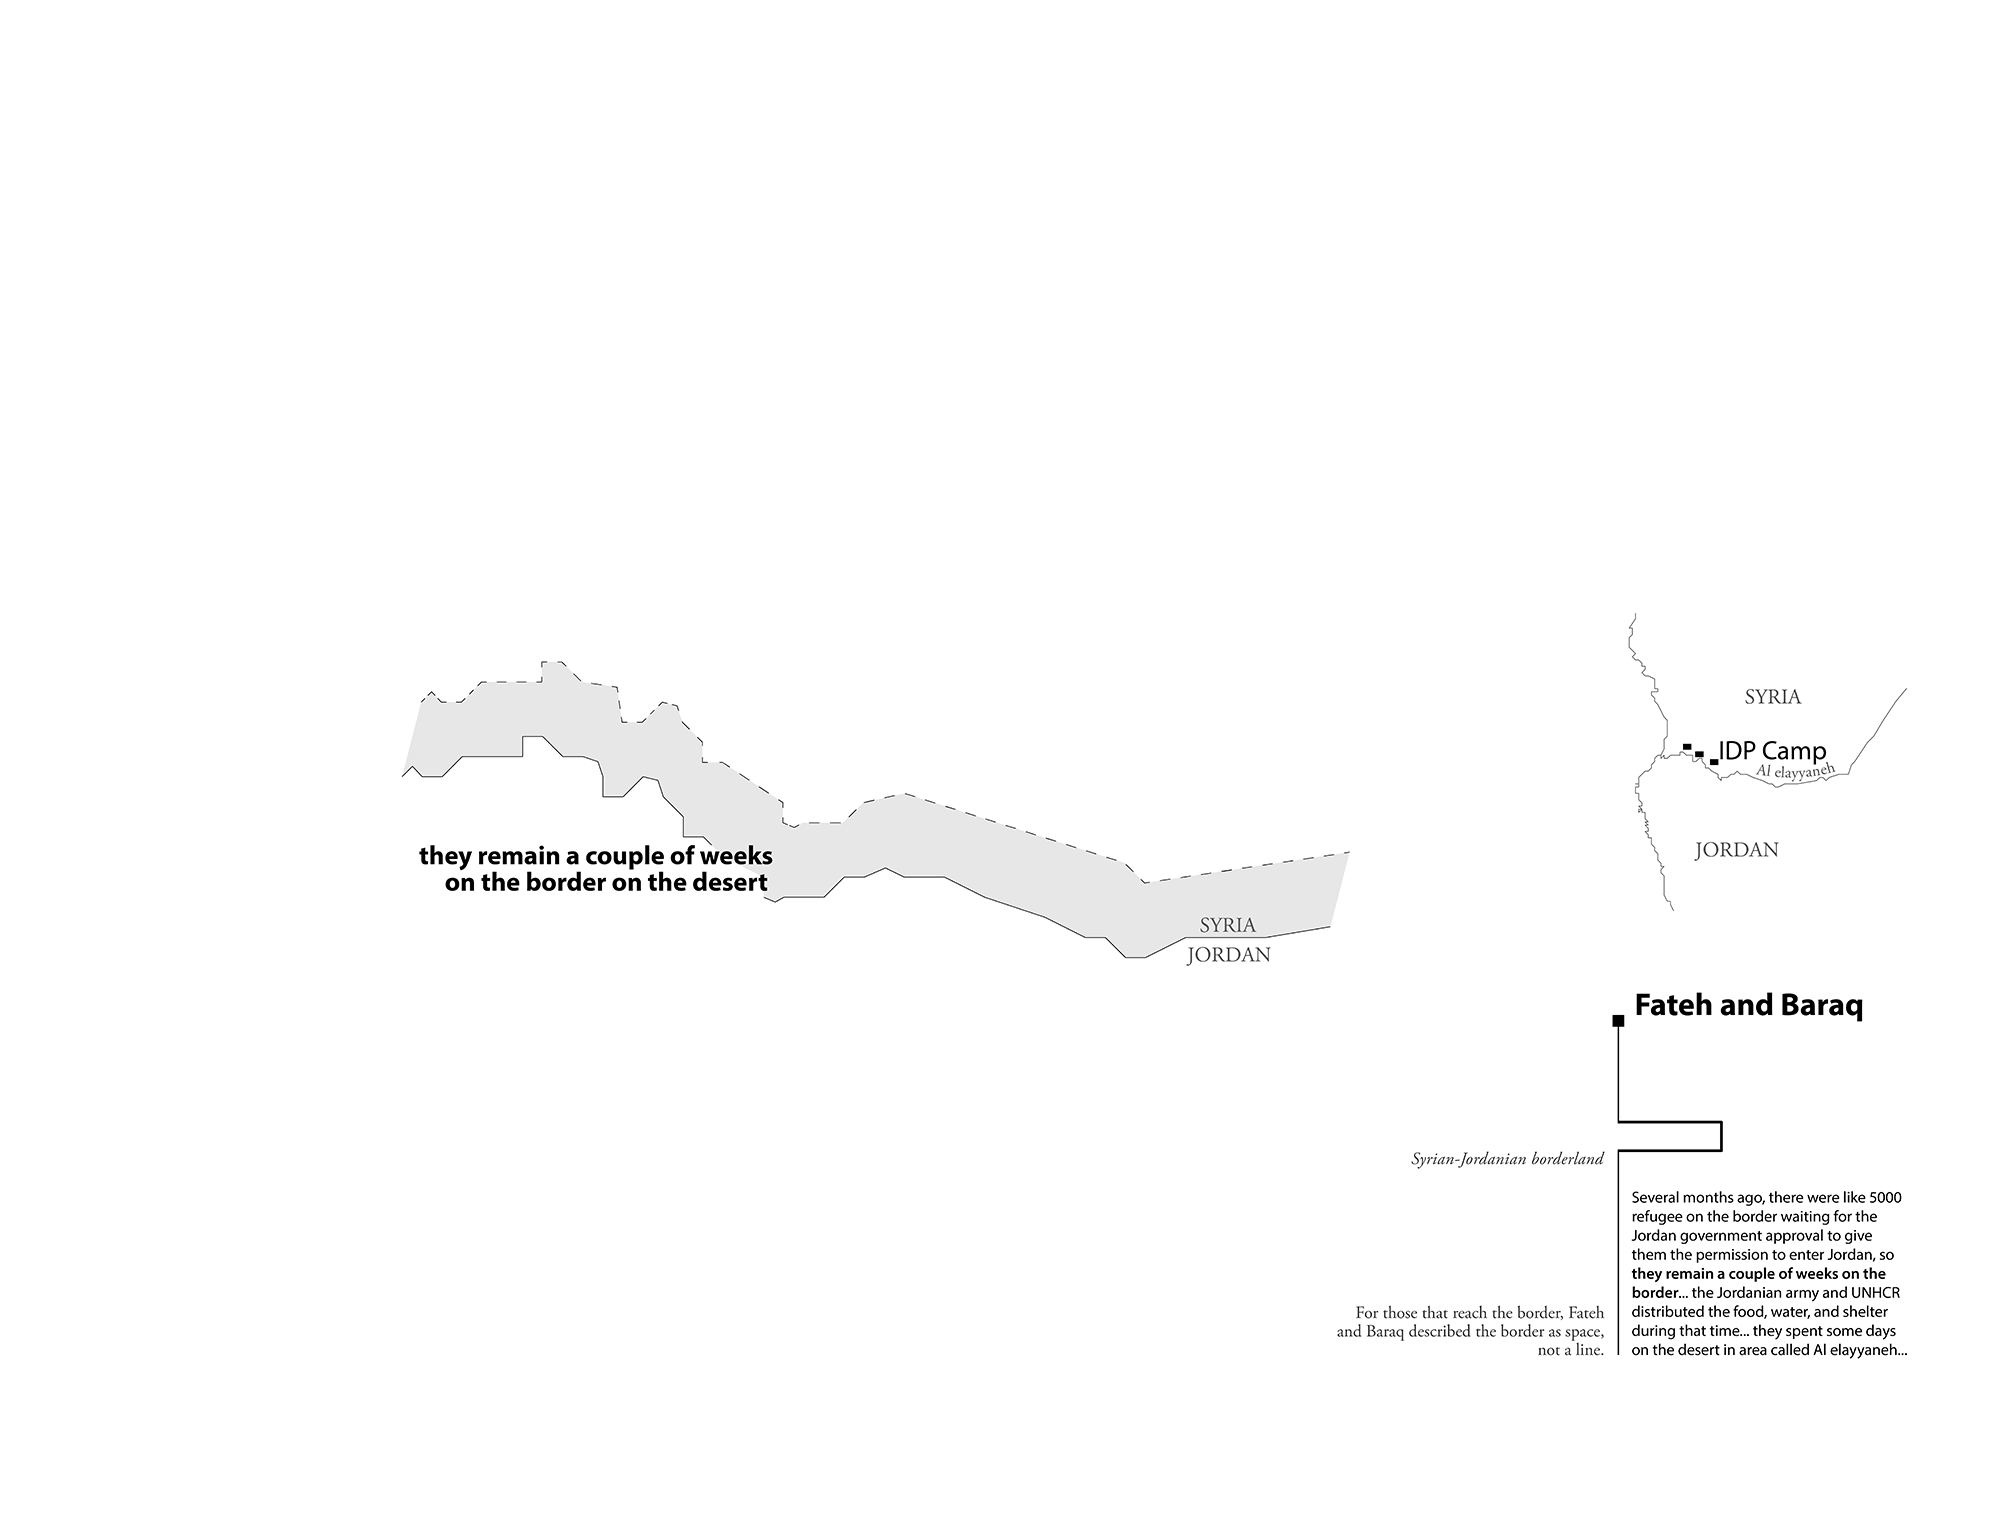 they remain a couple of weeks
on the border on the desert
SYRIA
JORDAN
SYRIA
IDP Camp
Al elayyaneh
JORDAN
Fateh and Baraq
Syrian-Jordanian borderland
For those that reach the border, Fateh
and Baraq described the border as space,
not a line.
Several months ago, there were like 5000
refugee on the border waiting for the
Jordan government approval to give
them the permission to enter Jordan, so
they remain a couple of weeks on the
border... the Jordanian army and UNHCR
distributed the food, water, and shelter
during that time... they spent some days
on the desert in area called Al elayyaneh...